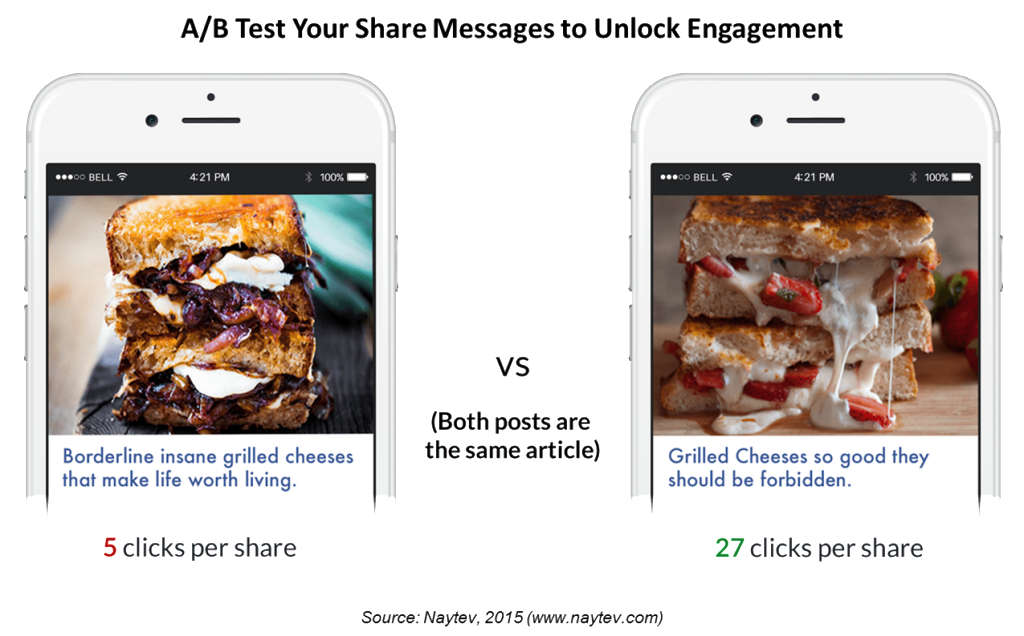 A/B Test Your Share Messages to Unlock Engagement
BELL 4:21 PM 100%
BELL 4:21 PM 100%
Borderline insane grilled cheeses
that make life worth living.
vs
(Both posts are
the same article)
Grilled Cheeses so good they
should be forbidden.
5 clicks per share
27 clicks per share
Source: Naytev, 2015 (www.naytev.com)